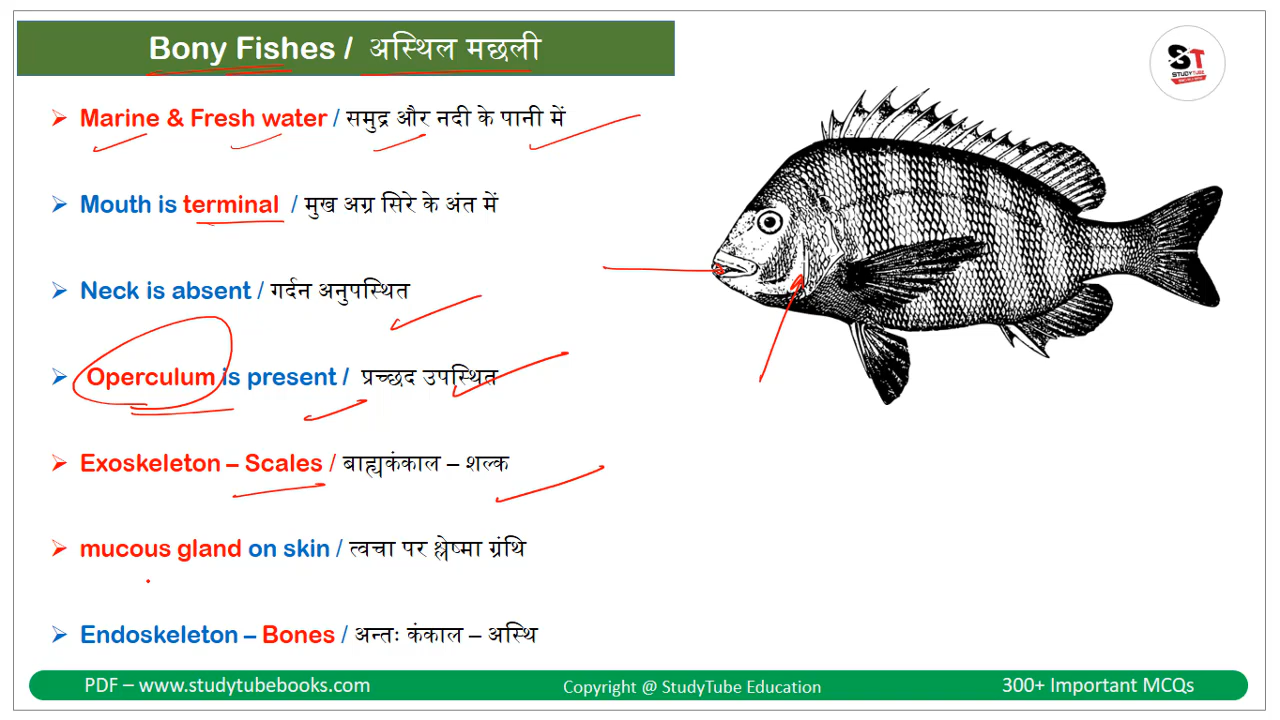 Bony Fishes / अस्थिल मछली
ST
STUDYTUBE
Marine & Fresh water / समुद्र और नदी के पानी में
Mouth is terminal / मुख अग्र सिरे के अंत में
Neck is absent / गर्दन अनुपस्थित
Operculum is present / प्रच्छद उपस्थित
Exoskeleton – Scales / बाह्यकंकाल – शल्क
mucous gland on skin / त्वचा पर श्लेष्मा ग्रंथि
Endoskeleton – Bones / अन्तः कंकाल – अस्थि
PDF – www.studytubebooks.com Copyright @ StudyTube Education 300+ Important MCQs